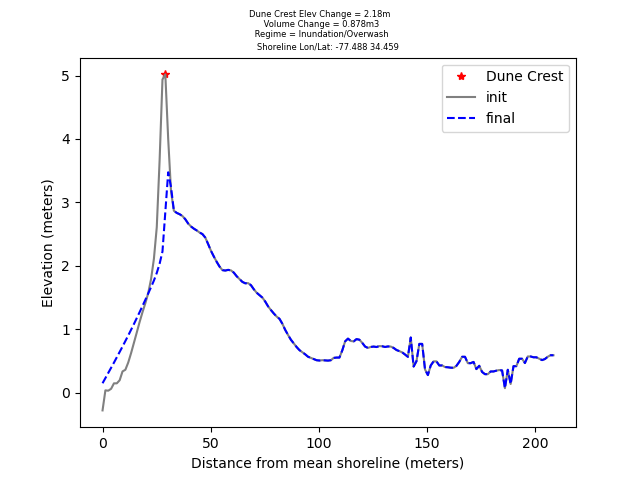 Dune Crest Elev Change = 2.18m
Volume Change = 0.878m3
Regime = Inundation/Overwash
Shoreline Lon/Lat: -77.488 34.459
Dune Crest
init
final
5
4
3
2
1
0
Elevation (meters)
0 50 100 150 200
Distance from mean shoreline (meters)